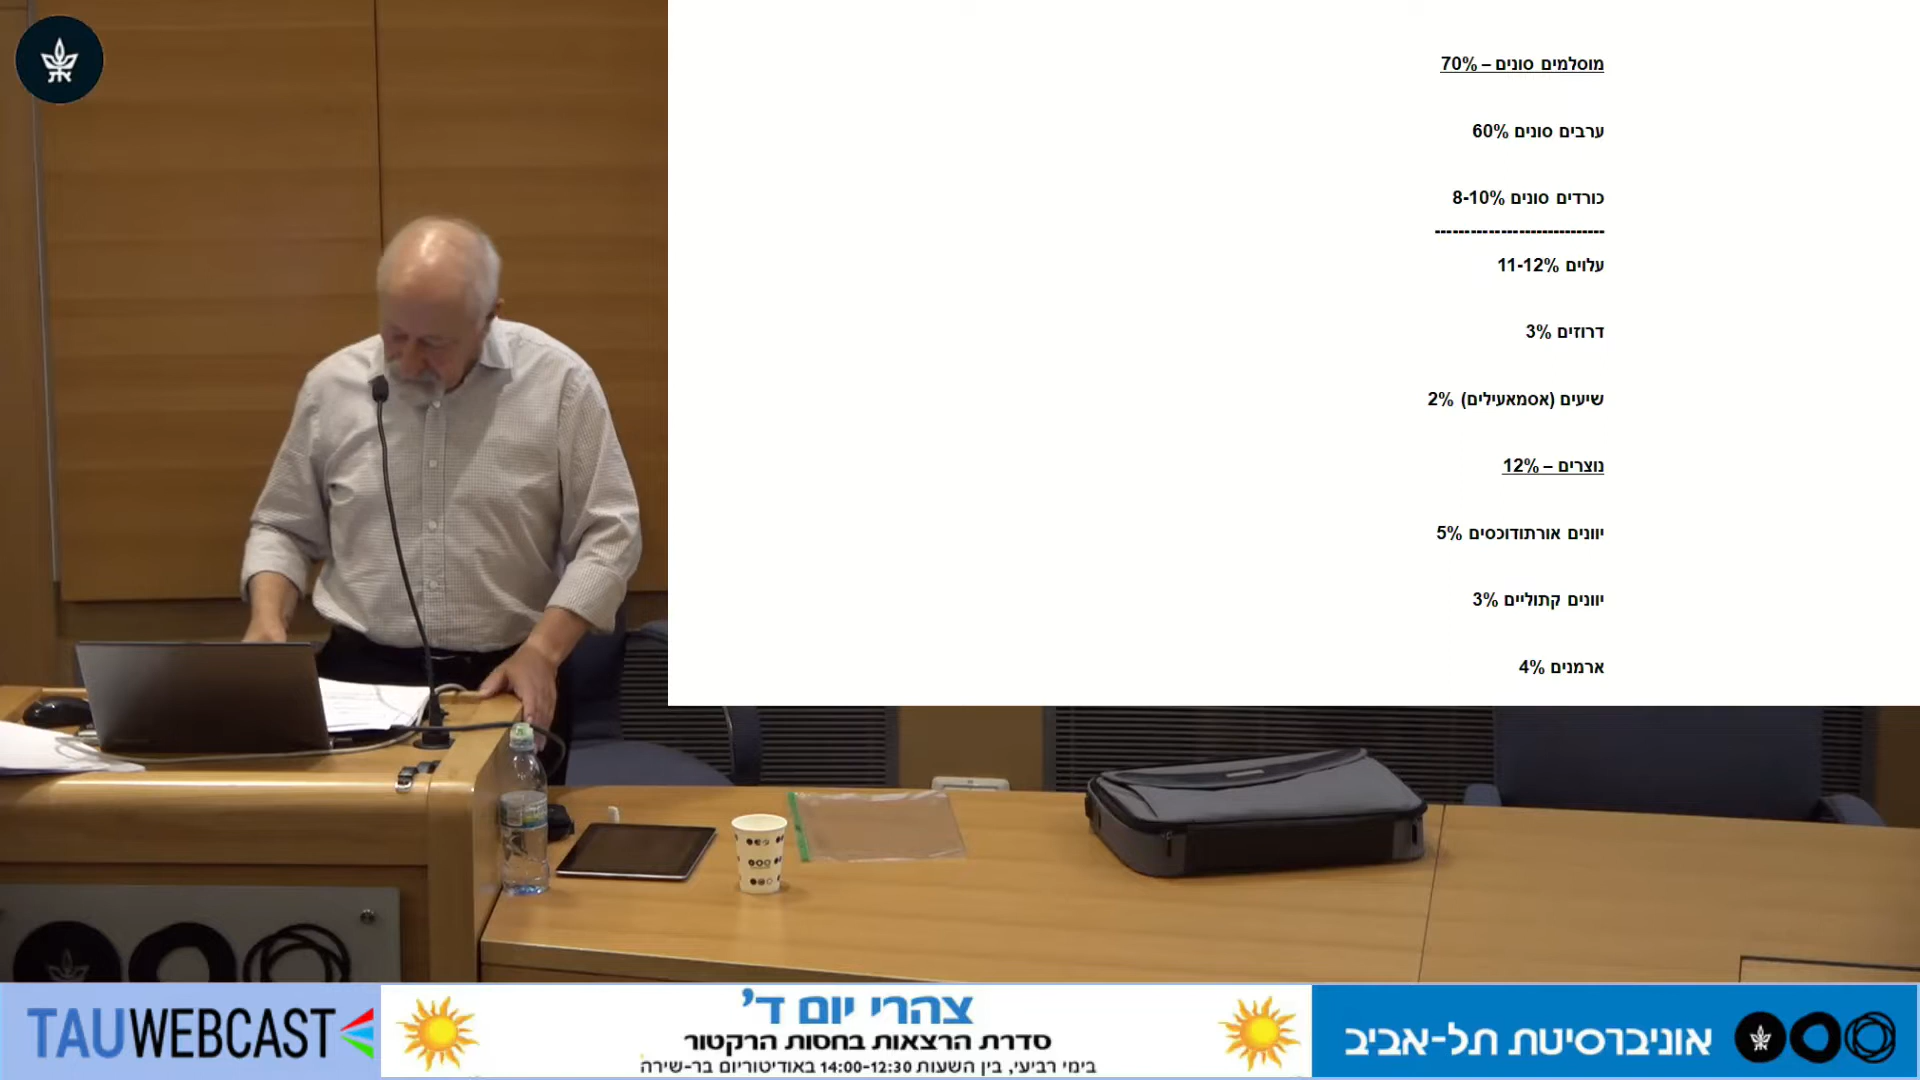 מוסלמים סונים – 70%
ערבים סונים 60%
כורדים סונים 8-10%
-----------------------------
עלוים 11-12%
דרוזים 3%
שיעים (אסמאעילים) 2%
נוצרים – 12%
יוונים אורתודוכסים 5%
יוונים קתוליים 3%
ארמנים 4%
TAUWEBCAST
צהרי יום ד'
סדרת הרצאות בחסות הרקטור
בימי רביעי, בין השעות 14:00-12:30 באודיטוריום בר-שירה
אוניברסיטת תל-אביב